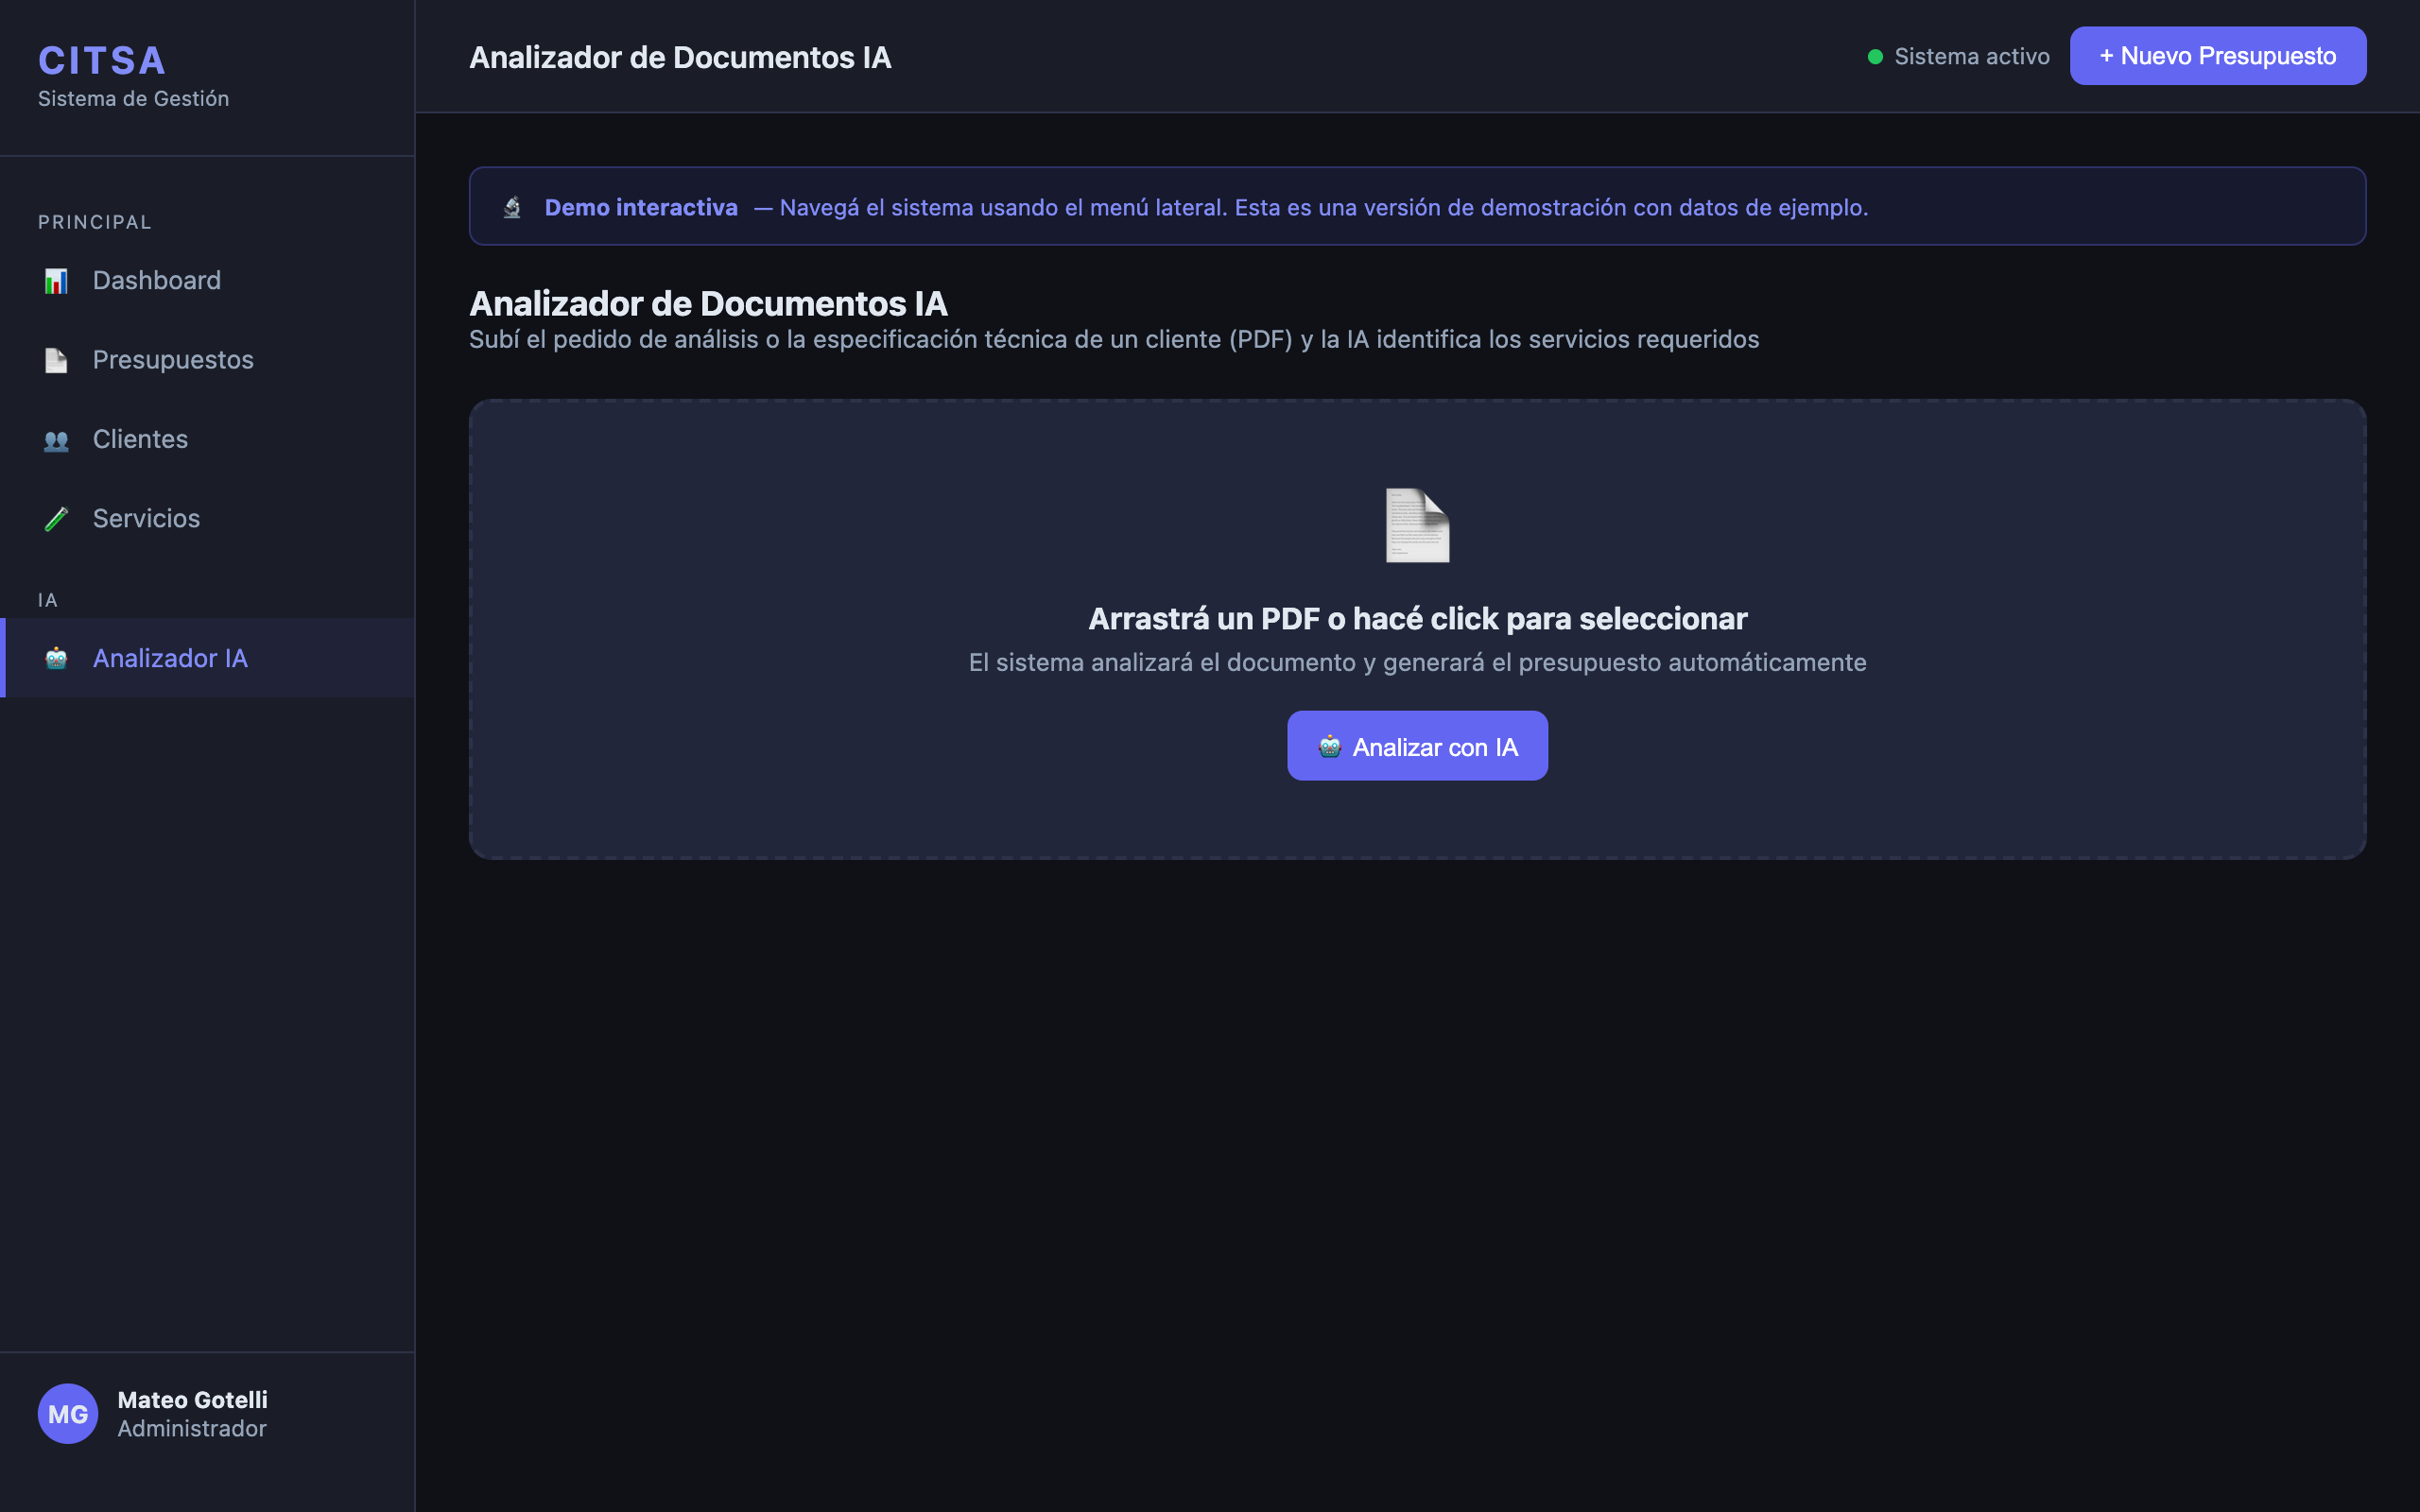 CITSA
Sistema de Gestión
PRINCIPAL
Dashboard
Presupuestos
Clientes
Servicios
IA
Analizador IA
MG
Mateo Gotelli
Administrador
Analizador de Documentos IA
Sistema activo
+ Nuevo Presupuesto
Demo interactiva — Navegá el sistema usando el menú lateral. Esta es una versión de demostración con datos de ejemplo.
Analizador de Documentos IA
Subí el pedido de análisis o la especificación técnica de un cliente (PDF) y la IA identifica los servicios requeridos
Arrastrá un PDF o hacé click para seleccionar
El sistema analizará el documento y generará el presupuesto automáticamente
Analizar con IA